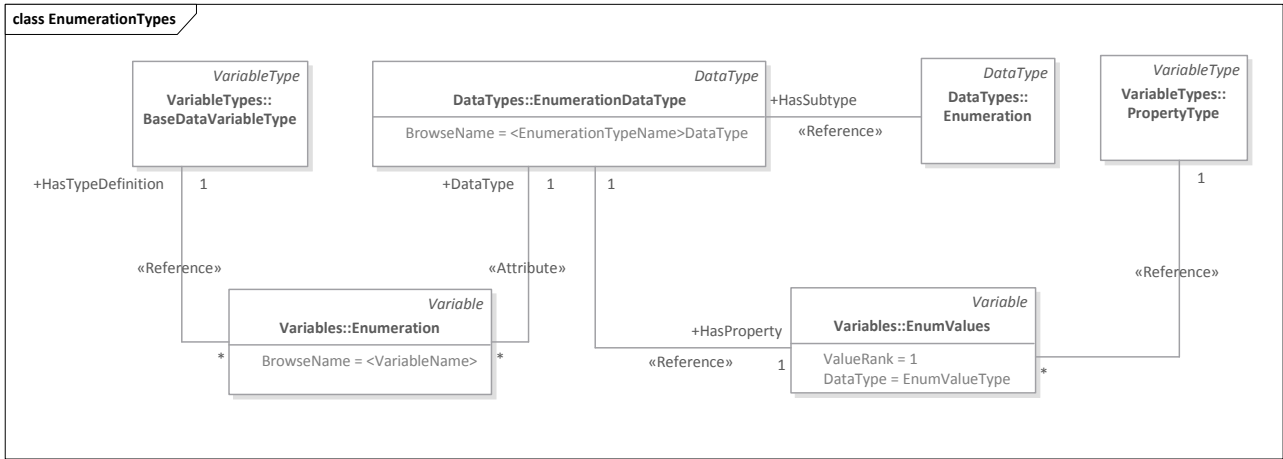 class EnumerationTypes
VariableType
VariableTypes::
BaseDataVariableType
DataType
DataTypes::EnumerationDataType
BrowseName = <EnumerationTypeName>DataType
+HasSubtype
«Reference»
DataType
DataTypes::
Enumeration
VariableType
VariableTypes::
PropertyType
+HasTypeDefinition
1
+DataType
1
1
1
«Reference»
«Attribute»
«Reference»
Variable
Variables::Enumeration
BrowseName = <VariableName>
*
*
+HasProperty
«Reference»
1
Variable
Variables::EnumValues
ValueRank = 1
DataType = EnumValueType
*